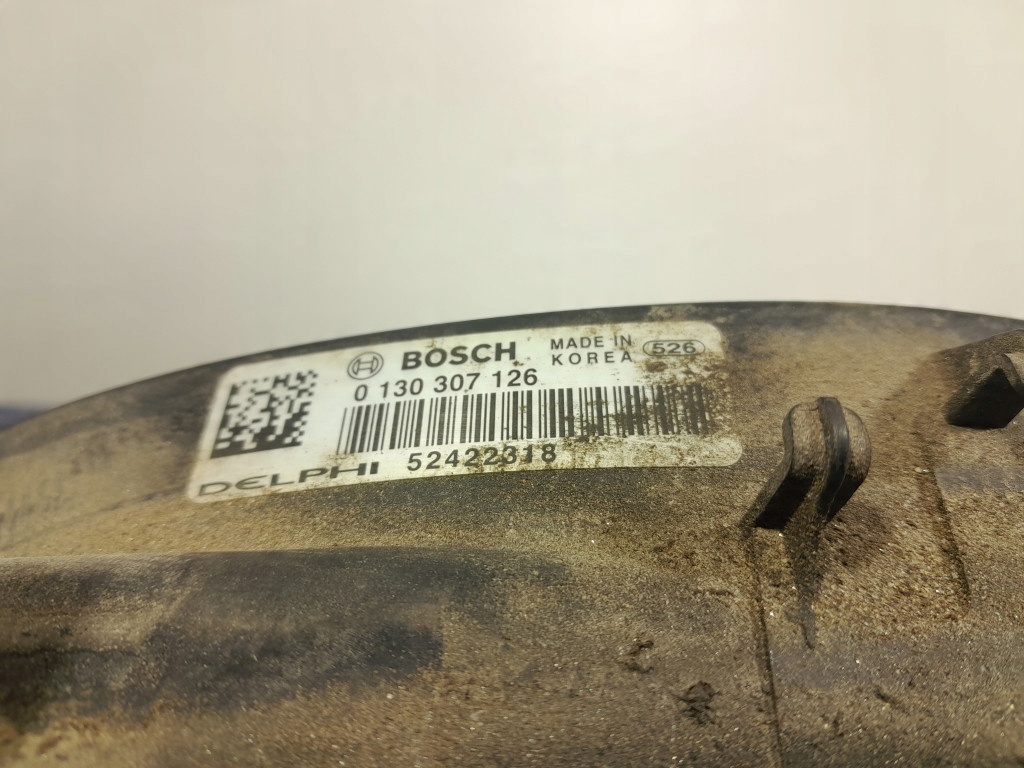 BOSCH MADE IN KOREA 526
0 130 307 126
DELPHI 52422318